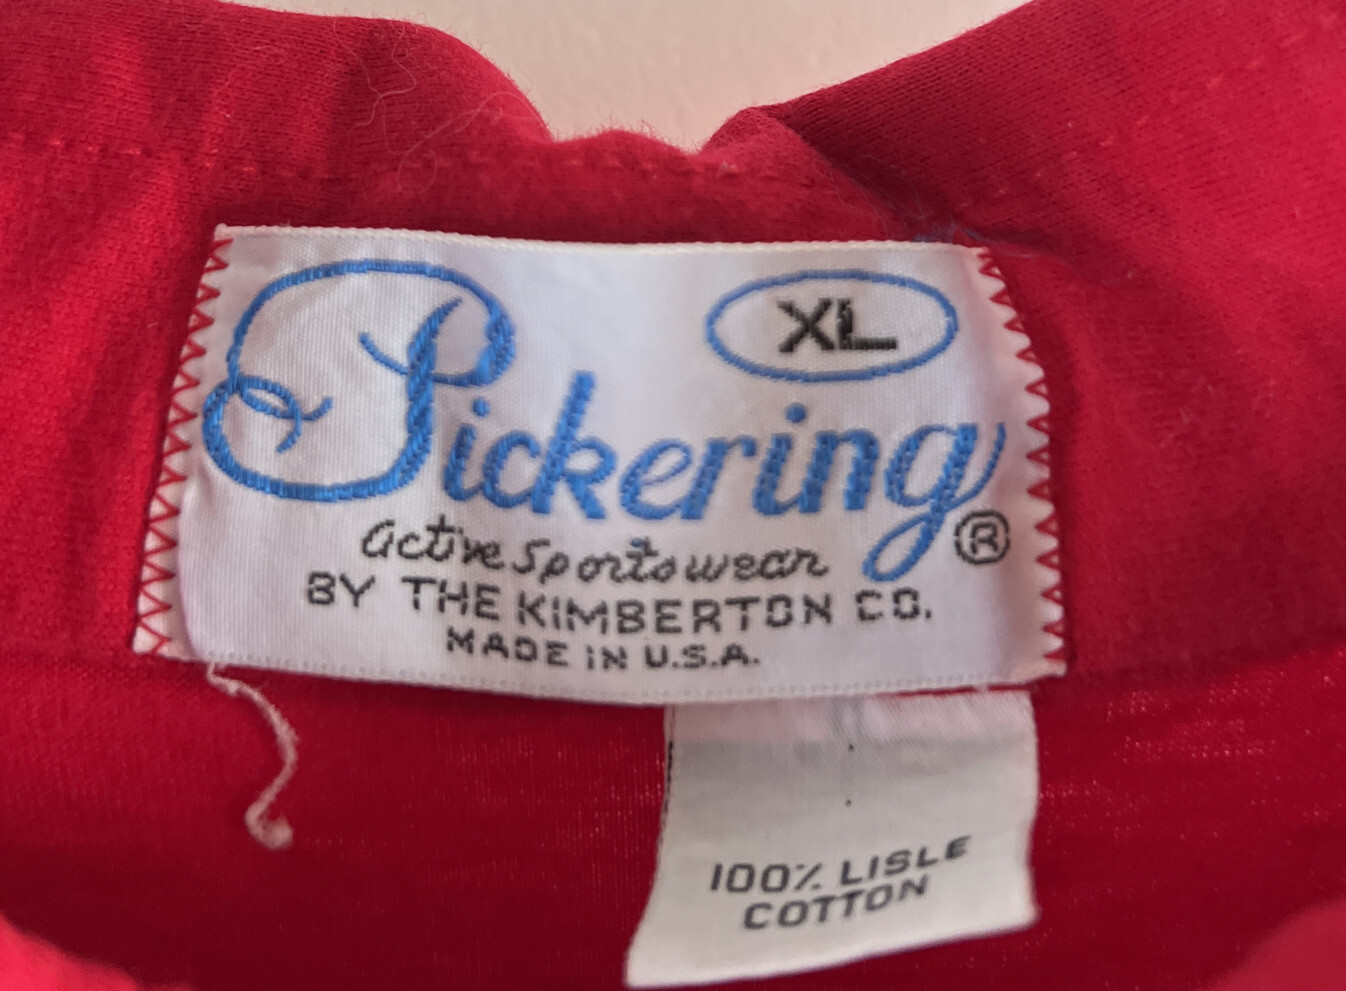 XL
Pickering
active Sportswear ®
BY THE KIMBERTON CO.
MADE IN U.S.A.
100% LISLE
COTTON